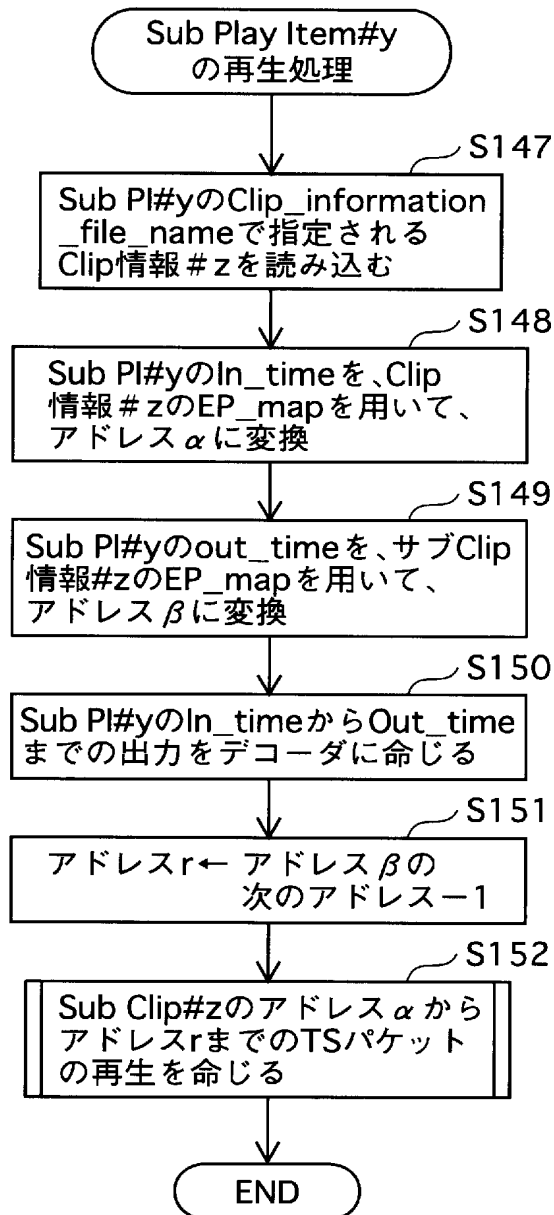 Sub Play Item#y
の再生処理
S147
Sub PI#yのClip_information
_file_nameで指定される
Clip情報＃zを読み込む
S148
Sub PI#yのIn_timeを、Clip
情報＃zのEP_mapを用いて、
アドレスαに変換
S149
Sub PI#yのout_timeを、サブClip
情報#zのEP_mapを用いて、
アドレスβに変換
S150
Sub PI#yのIn_timeからOut_time
までの出力をデコーダに命じる
S151
アドレスr← アドレスβの
次のアドレス－1
S152
Sub Clip#zのアドレスαから
アドレスrまでのTSパケット
の再生を命じる
END